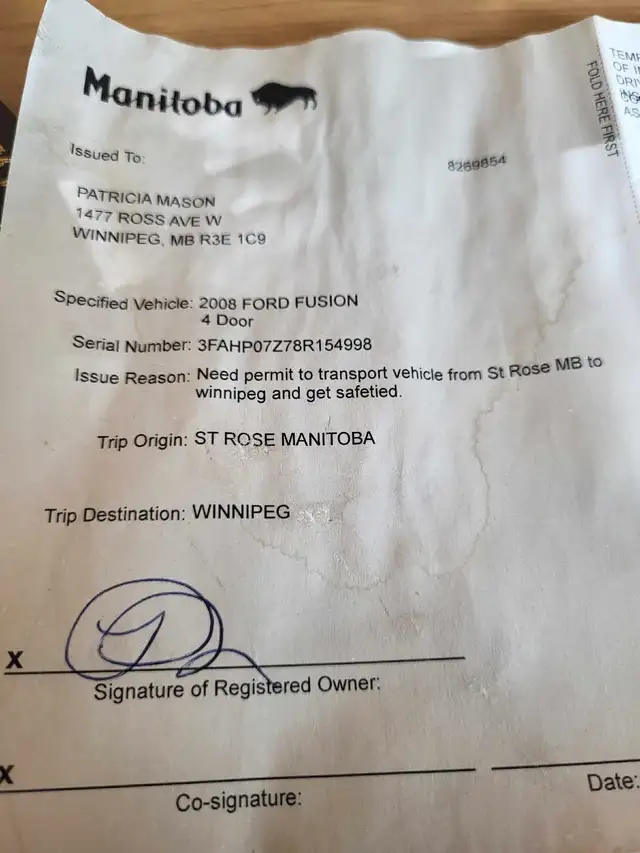 Manitoba
Issued To:
8269854
PATRICIA MASON
1477 ROSS AVE W
WINNIPEG, MB R3E 1C9
Specified Vehicle: 2008 FORD FUSION
4 Door
Serial Number: 3FAHP07Z78R154998
Issue Reason: Need permit to transport vehicle from St Rose MB to
winnipeg and get safetied.
Trip Origin: ST ROSE MANITOBA
Trip Destination: WINNIPEG
X
Signature of Registered Owner:
X
Co-signature:
Date:
FOLD HERE FIRST
TEMP
OF I
DRI
AS